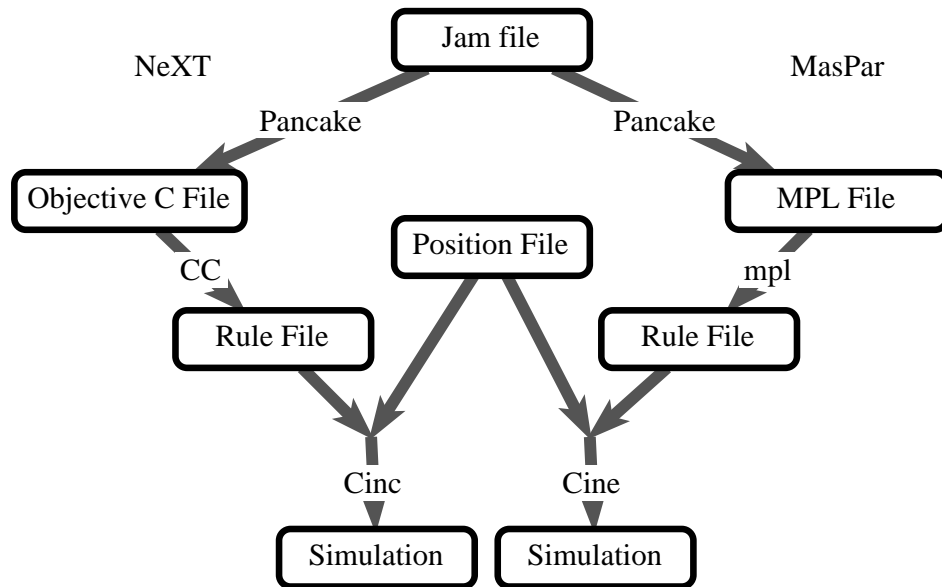 Jam file
NeXT
MasPar
Pancake
Pancake
Objective C File
MPL File
Position File
CC
mpl
Rule File
Rule File
Cinc
Cine
Simulation
Simulation